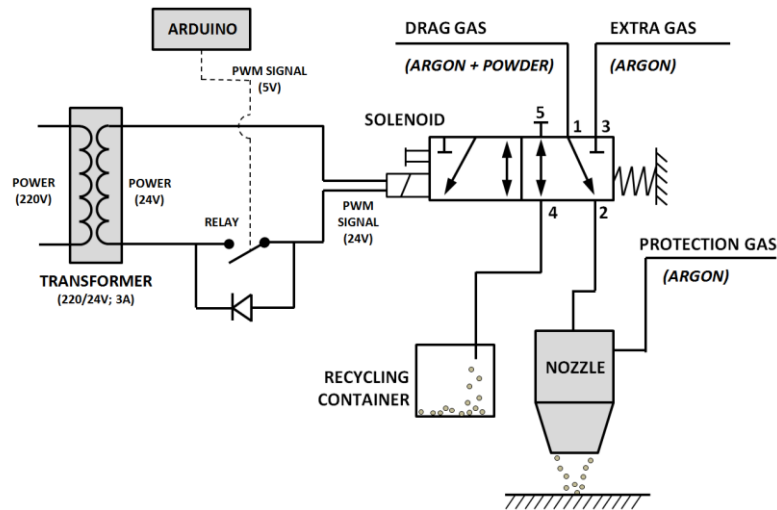 ARDUINO
DRAG GAS
EXTRA GAS
(ARGON + POWDER)
(ARGON)
PWM SIGNAL
(5V)
5
1
3
SOLENOID
POWER
(220V)
POWER
(24V)
PWM
SIGNAL
(24V)
RELAY
4
2
PROTECTION GAS
(ARGON)
TRANSFORMER
(220/24V; 3A)
RECYCLING
CONTAINER
NOZZLE